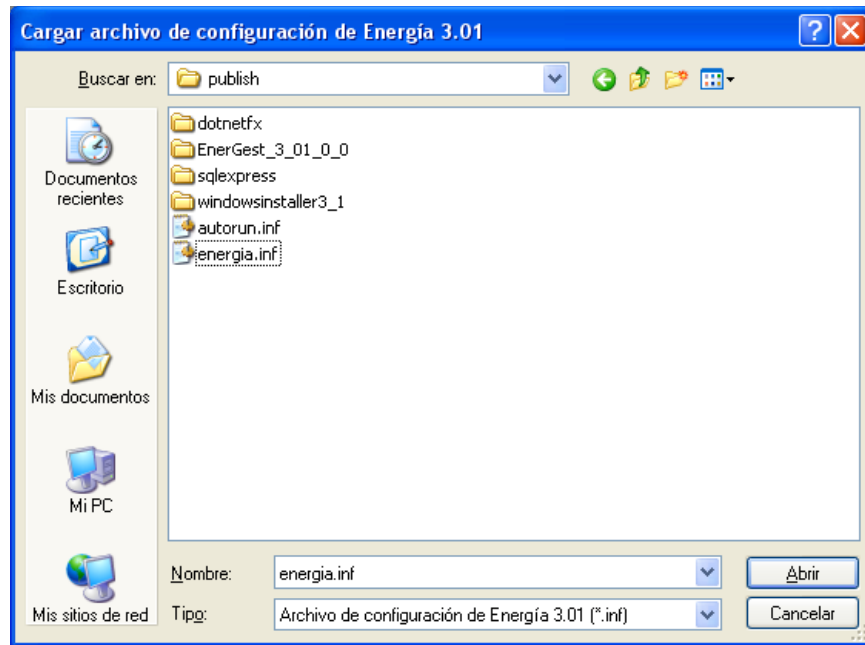 Cargar archivo de configuración de Energía 3.01
Buscar en:
publish
Documentos
recientes
Escritorio
Mis documentos
Mi PC
Mis sitios de red
dotnetfx
EnerGest_3_01_0_0
sqlexpress
windowsinstaller3_1
autorun.inf
energia.inf
Nombre:
energia.inf
Abrir
Tipo:
Archivo de configuración de Energía 3.01 (*.inf)
Cancelar